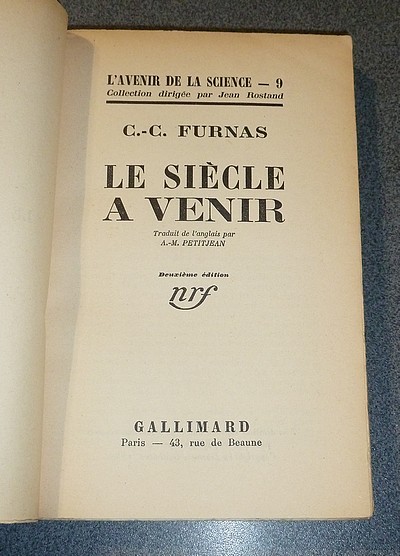 L'AVENIR DE LA SCIENCE — 9
Collection dirigée par Jean Rostand
C.-C. FURNAS
LE SIÈCLE
A VENIR
Traduit de l'anglais par
A.-M. PETITJEAN
Deuxième édition
nrf
GALLIMARD
Paris — 43, rue de Beaune